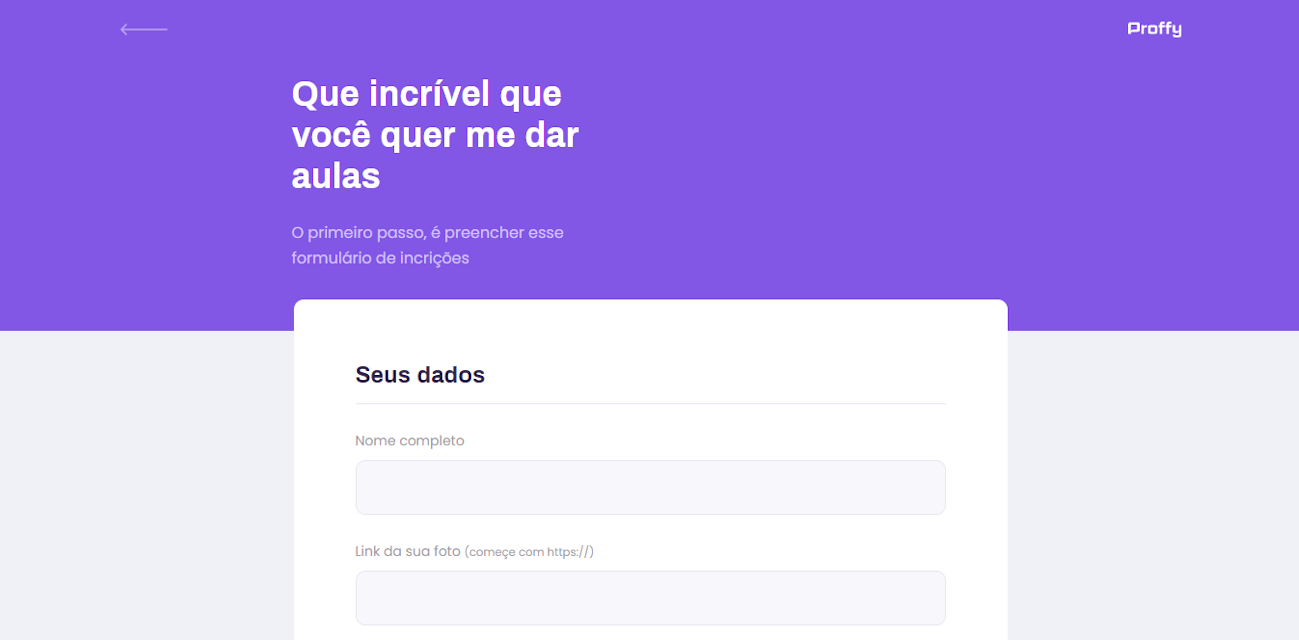 Proffy
Que incrível que
você quer me dar
aulas
O primeiro passo, é preencher esse
formulário de incrições
Seus dados
Nome completo
Link da sua foto (começe com https://)